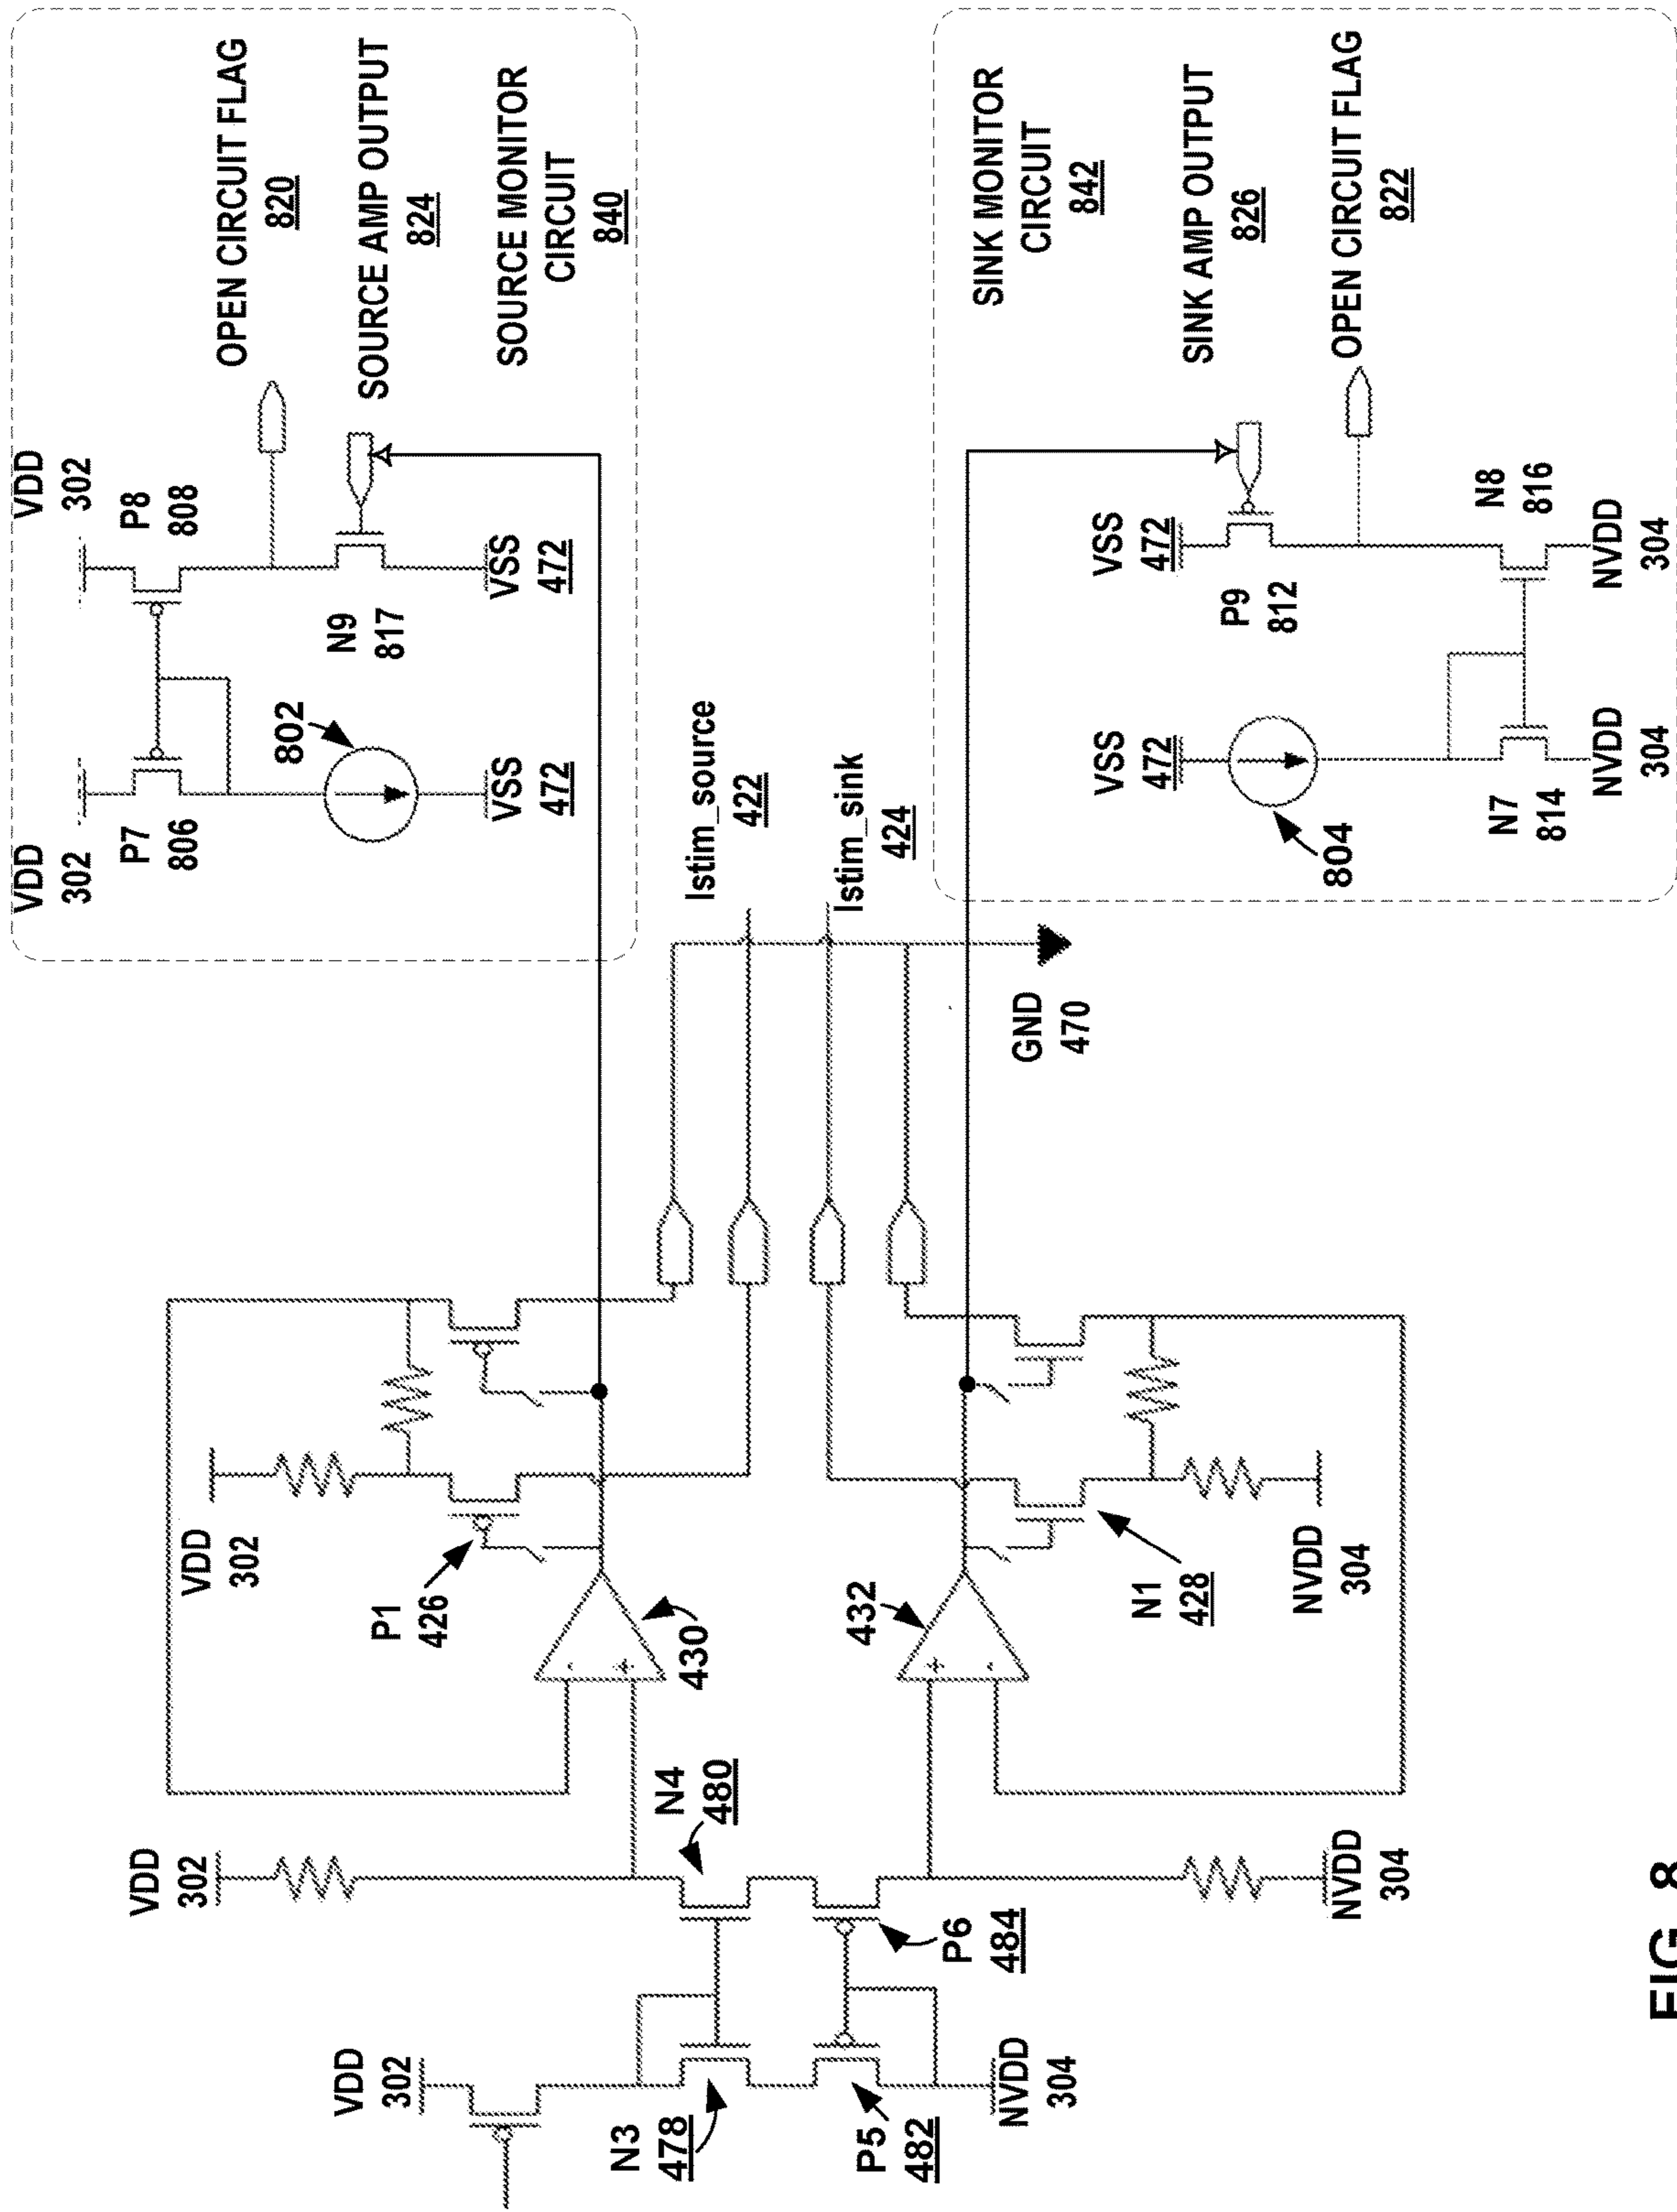 VDD
302
P7
806
VDD
302
P8
808
802
VSS
472
N9
817
VSS
472
OPEN CIRCUIT FLAG
820
SOURCE AMP OUTPUT
824
SOURCE MONITOR
CIRCUIT
840
VDD
302
N3
478
P5
482
NVDD
304
VDD
302
N4
480
P6
484
NVDD
304
VDD
302
P1
426
-
+
430
432
+
-
N1
428
NVDD
304
Istim_source
422
Istim_sink
424
GND
470
VSS
472
804
N7
814
NVDD
304
VSS
472
P9
812
N8
816
NVDD
304
SINK MONITOR
CIRCUIT
842
SINK AMP OUTPUT
826
OPEN CIRCUIT FLAG
822
FIG. 8